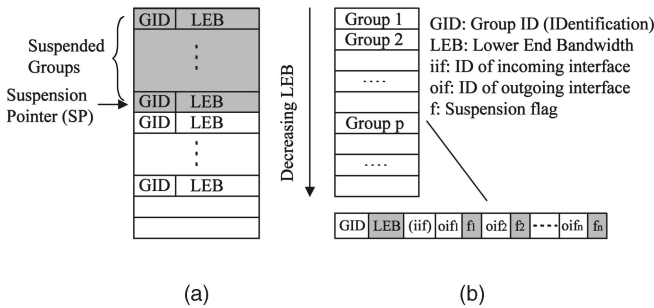 GID LEB
Suspended
Groups
GID LEB
Suspension
Pointer (SP)
GID LEB
GID LEB
(a)
Decreasing LEB
Group 1
Group 2
....
Group p
....
GID: Group ID (IDentification)
LEB: Lower End Bandwidth
iif: ID of incoming interface
oif: ID of outgoing interface
f: Suspension flag
GID LEB (iif) oif1 f1 oif2 f2 ---- oifn fn
(b)